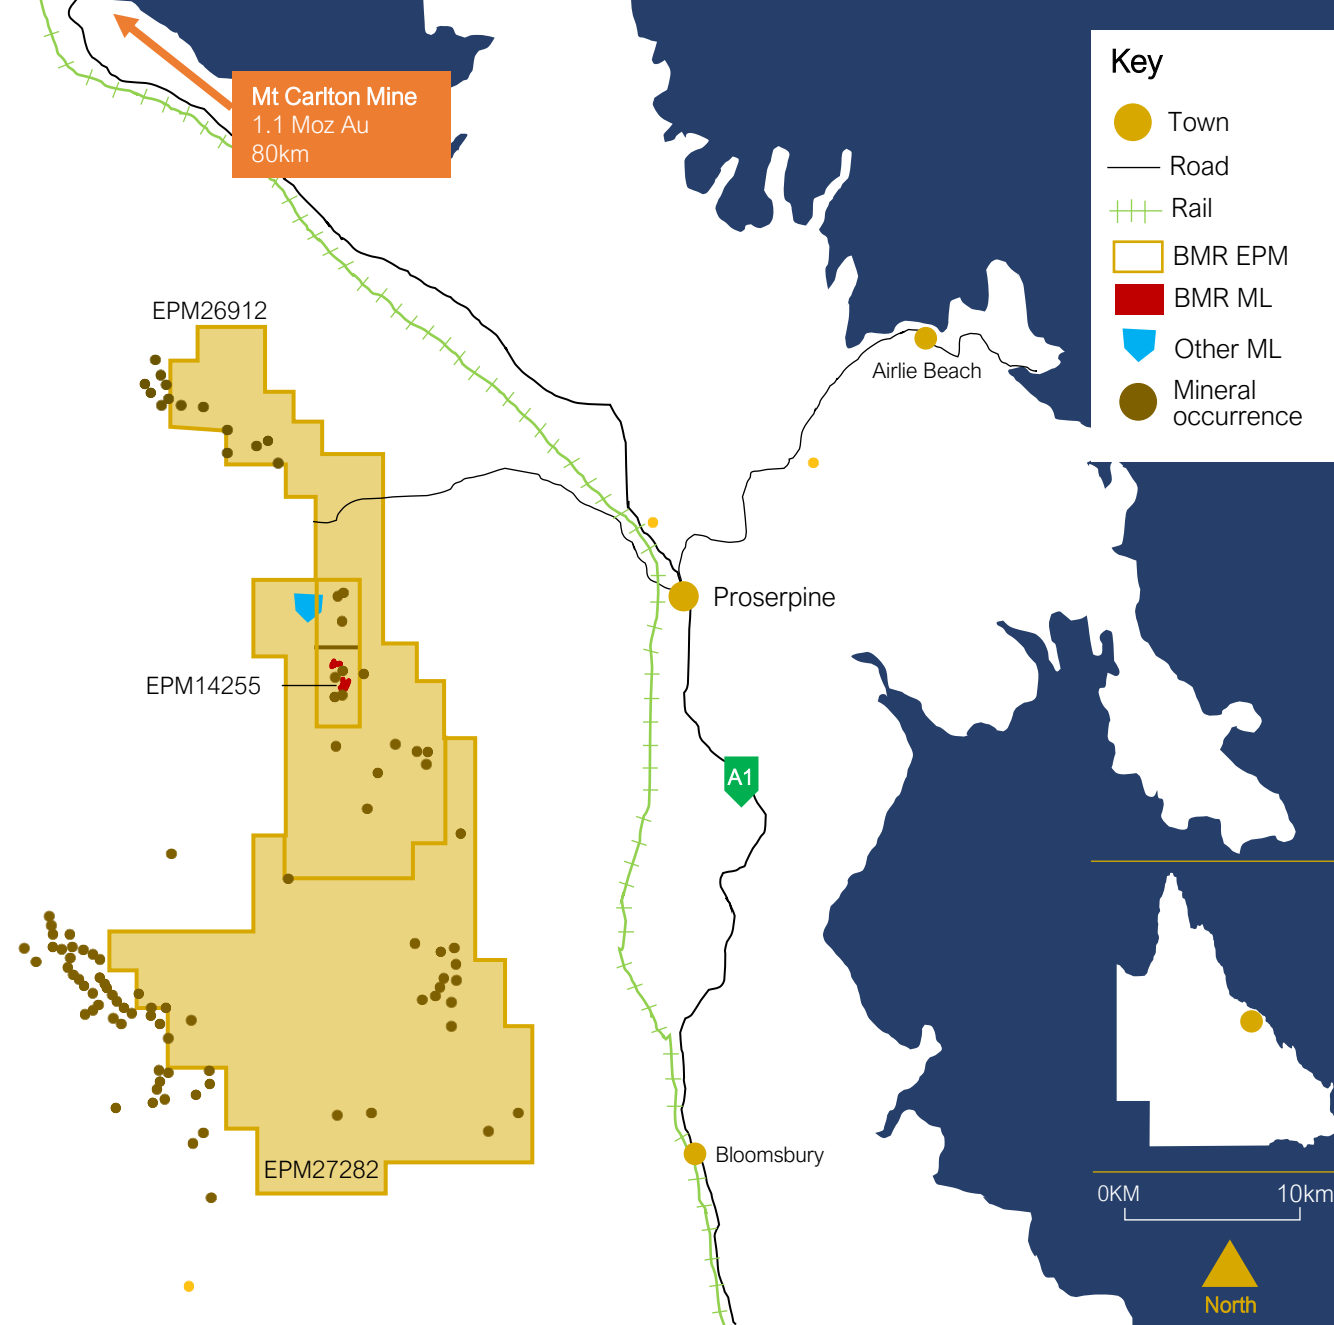 Mt Carlton Mine
1.1 Moz Au
80km
Key
Town
Road
Rail
BMR EPM
BMR ML
Other ML
Mineral
occurrence
EPM26912
Airlie Beach
Proserpine
EPM14255
A1
Bloomsbury
EPM27282
0KM 10km
North